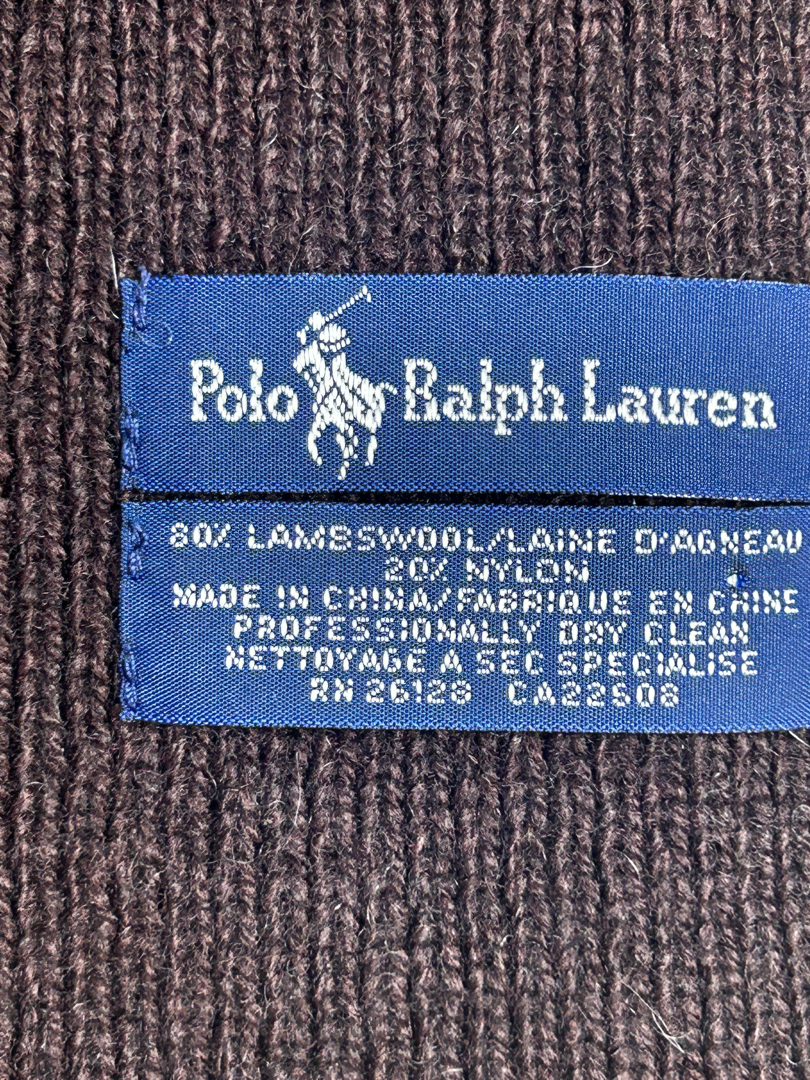 Polo Ralph Lauren
80% LAMBSWOOL/LAINE D'AGNEAU
20% NYLON
MADE IN CHINA/FABRIQUE EN CHINE
PROFESSIONALLY DRY CLEAN
NETTOYAGE A SEC SPECIALISE
RN 26128 CA22508